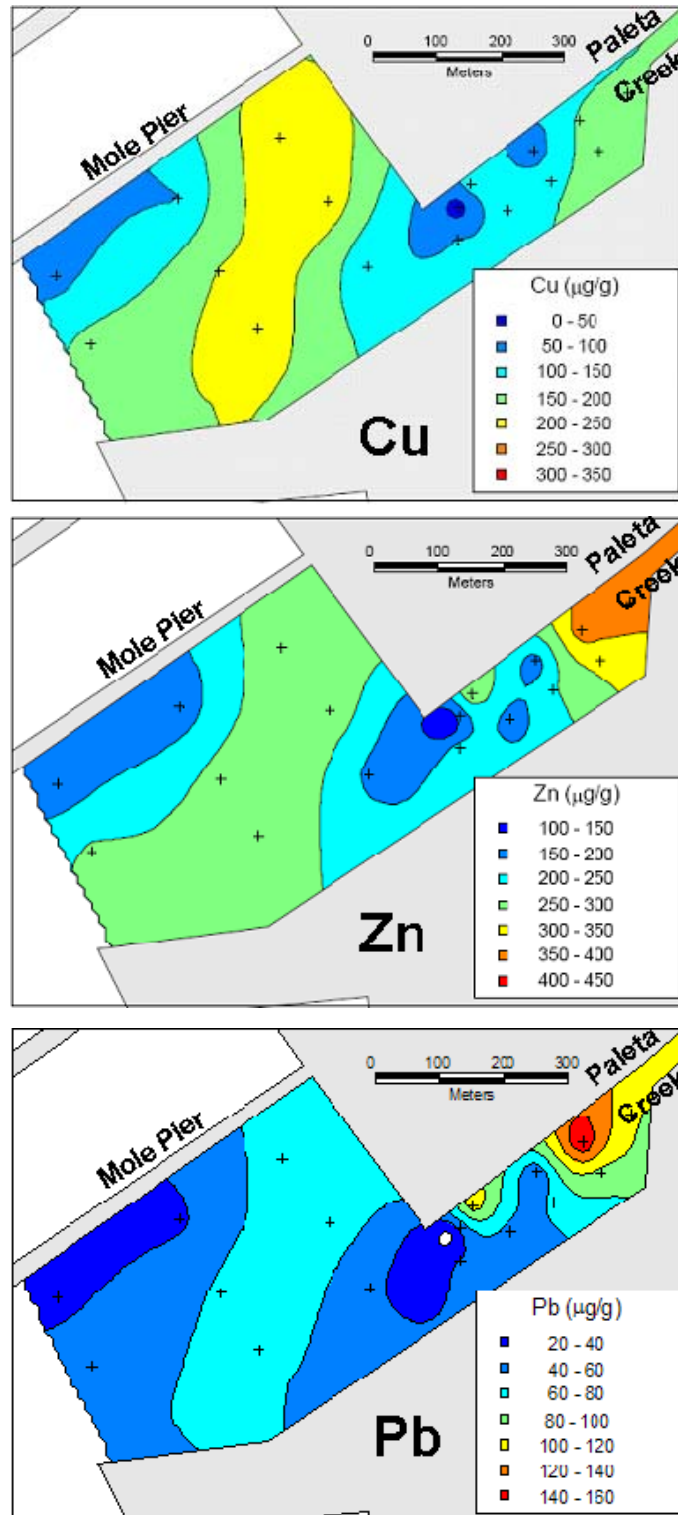 0 100 200 300
Meters
Paleta
Creek
Mole Pier
Cu (µg/g)
0 - 50
50 - 100
100 - 150
150 - 200
200 - 250
250 - 300
300 - 350
Cu
0 100 200 300
Meters
Paleta
Creek
Mole Pier
Zn (µg/g)
100 - 150
150 - 200
200 - 250
250 - 300
300 - 350
350 - 400
400 - 450
Zn
0 100 200 300
Meters
Paleta
Creek
Mole Pier
Pb (µg/g)
20 - 40
40 - 60
60 - 80
80 - 100
100 - 120
120 - 140
140 - 160
Pb